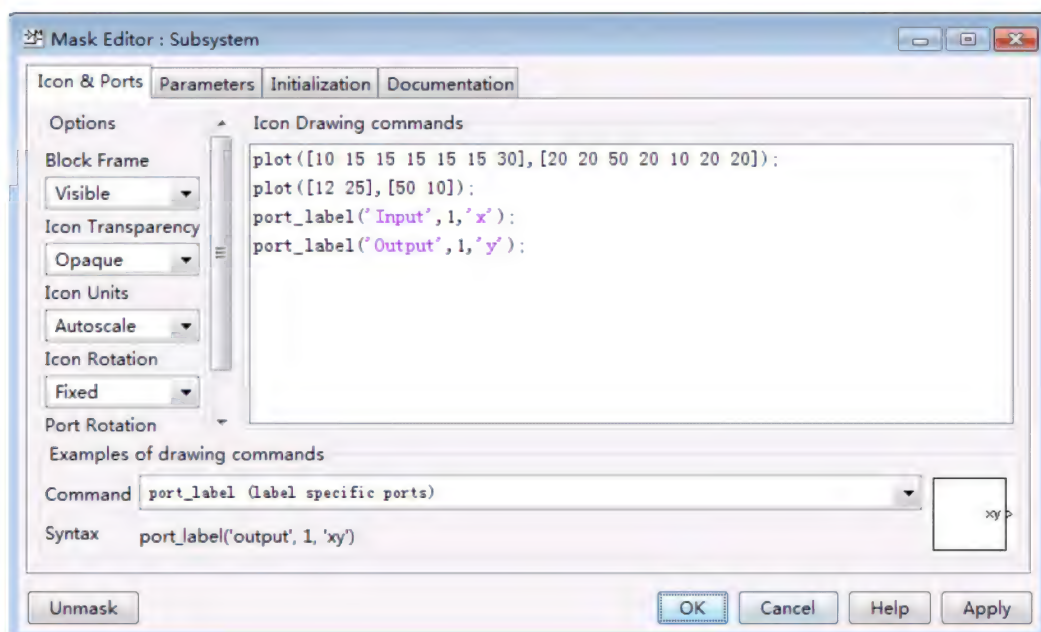 Mask Editor : Subsystem
Icon & Ports Parameters Initialization Documentation
Options
Block Frame
Visible
Icon Transparency
Opaque
Icon Units
Autoscale
Icon Rotation
Fixed
Port Rotation
Icon Drawing commands
plot([10 15 15 15 15 15 30],[20 20 50 20 10 20 20]);
plot([12 25],[50 10]);
port_label('Input',1,'x');
port_label('Output',1,'y');
Examples of drawing commands
Command port_label (label specific ports)
Syntax port_label('output', 1, 'xy')
xy
Unmask OK Cancel Help Apply